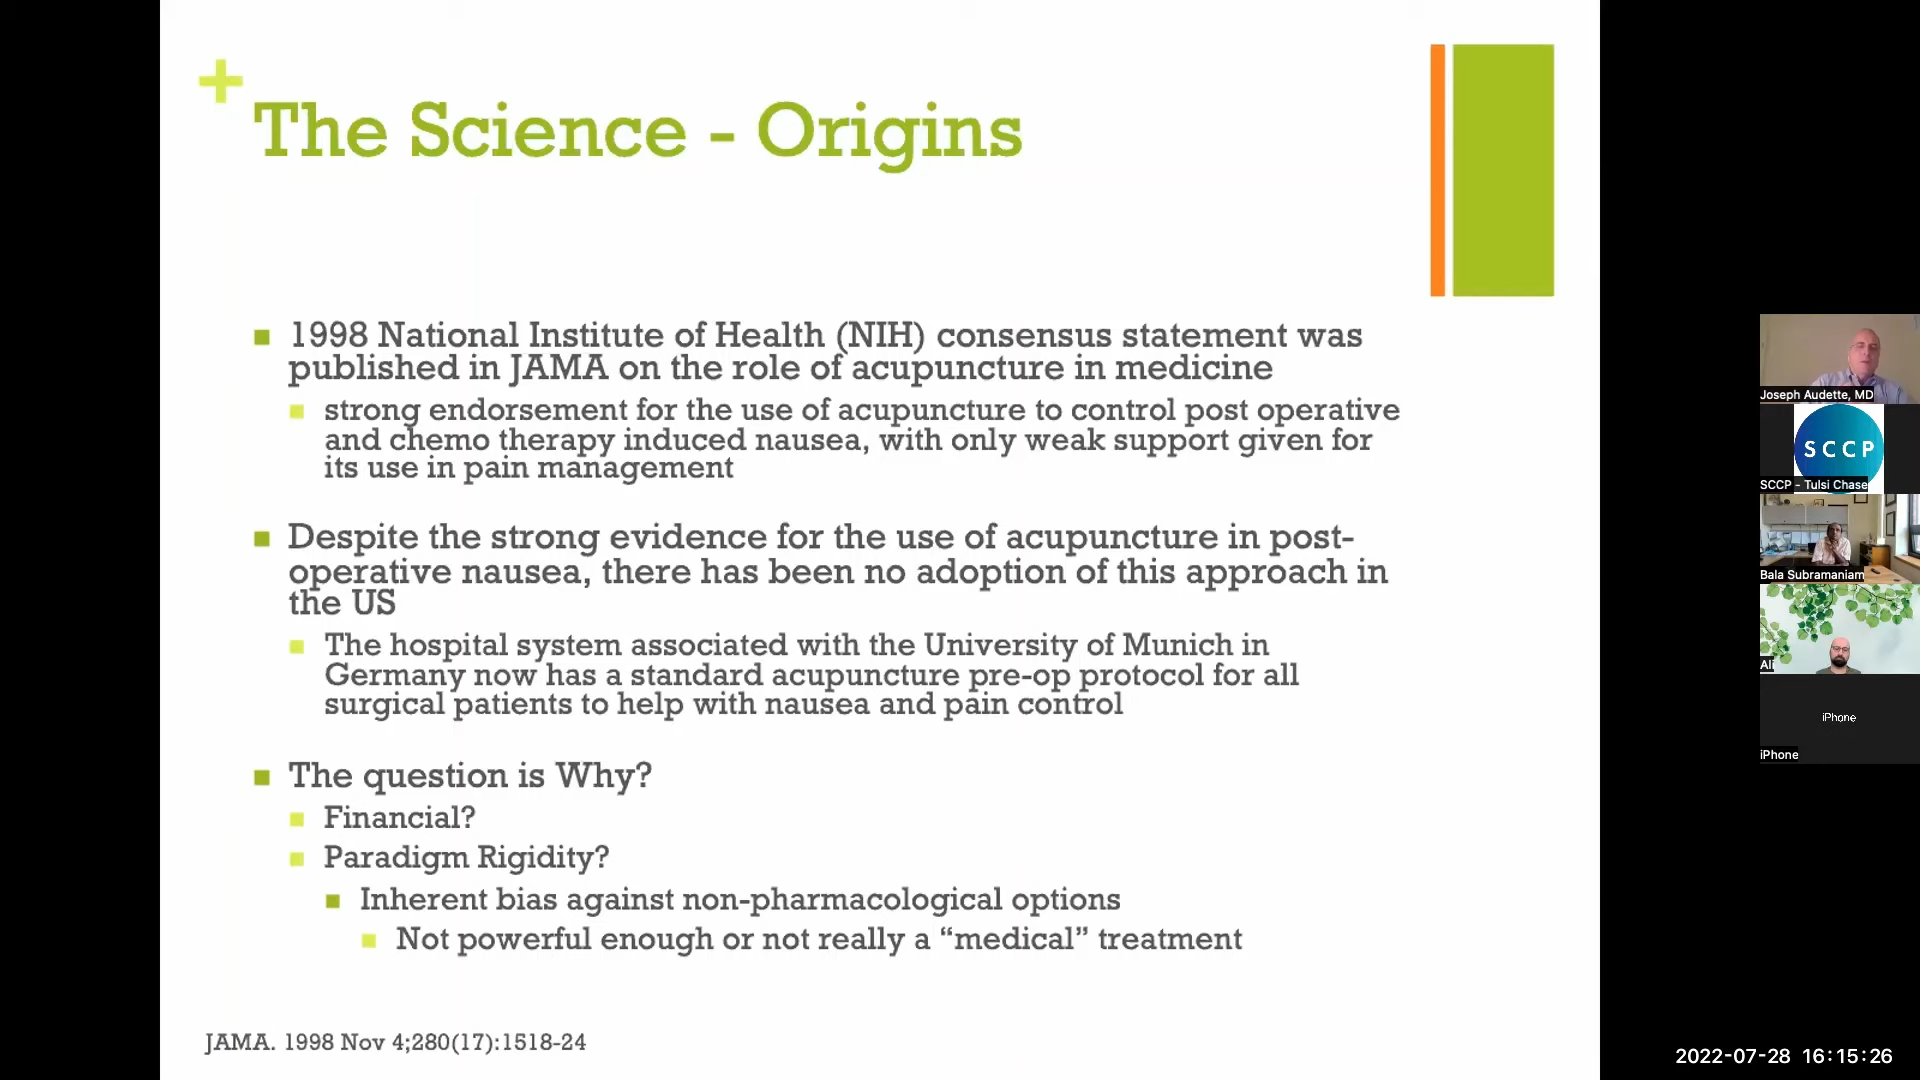 +
The Science - Origins
1998 National Institute of Health (NIH) consensus statement was
published in JAMA on the role of acupuncture in medicine
strong endorsement for the use of acupuncture to control post operative
and chemo therapy induced nausea, with only weak support given for
its use in pain management
Despite the strong evidence for the use of acupuncture in post-
operative nausea, there has been no adoption of this approach in
the US
The hospital system associated with the University of Munich in
Germany now has a standard acupuncture pre-op protocol for all
surgical patients to help with nausea and pain control
The question is Why?
Financial?
Paradigm Rigidity?
Inherent bias against non-pharmacological options
Not powerful enough or not really a “medical” treatment
JAMA. 1998 Nov 4;280(17):1518-24
Joseph Audette, MD
SCCP
SCCP - Tulsi Chase
Bala Subramaniam
Ali
iPhone
iPhone
2022-07-28 16:15:26